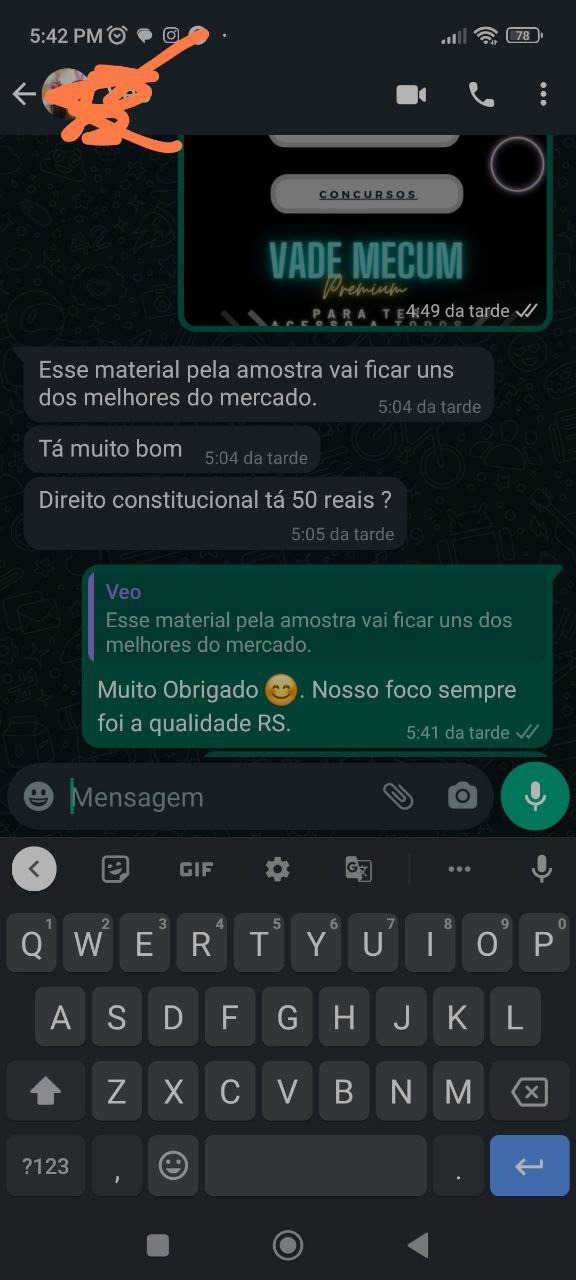 5:42 PM
78
CONCURSOS
VADE MECUM
Premium
PARA TER
4:49 da tarde
ACESSO A TODOS
Esse material pela amostra vai ficar uns
dos melhores do mercado.
5:04 da tarde
Tá muito bom
5:04 da tarde
Direito constitucional tá 50 reais ?
5:05 da tarde
Veo
Esse material pela amostra vai ficar uns dos
melhores do mercado.
Muito Obrigado 😊. Nosso foco sempre
foi a qualidade RS.
5:41 da tarde
Mensagem
GIF
1 2 3 4 5 6 7 8 9 0
Q W E R T Y U I O P
A S D F G H J K L
Z X C V B N M
?123 , .